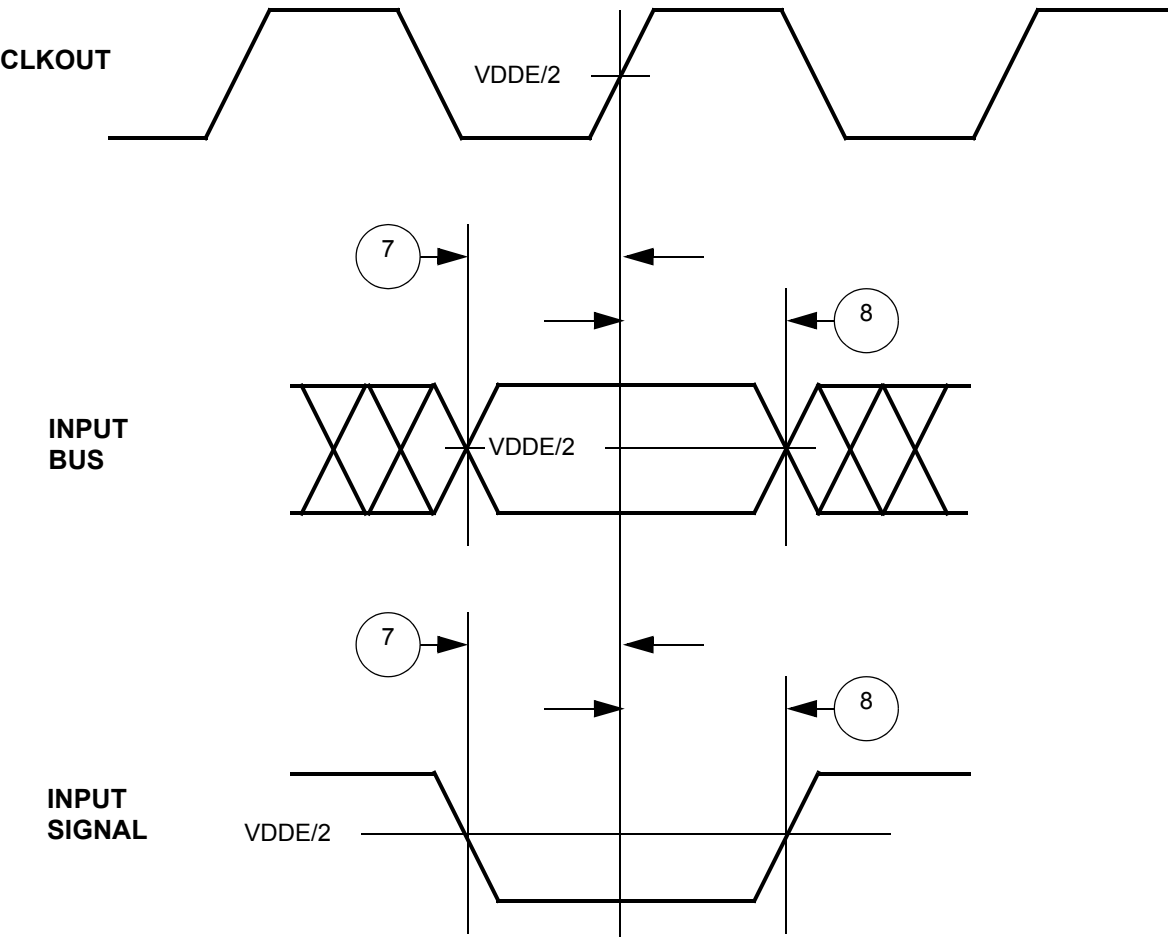 CLKOUT
VDDE/2
7
8
INPUT
BUS
VDDE/2
7
8
INPUT
SIGNAL
VDDE/2